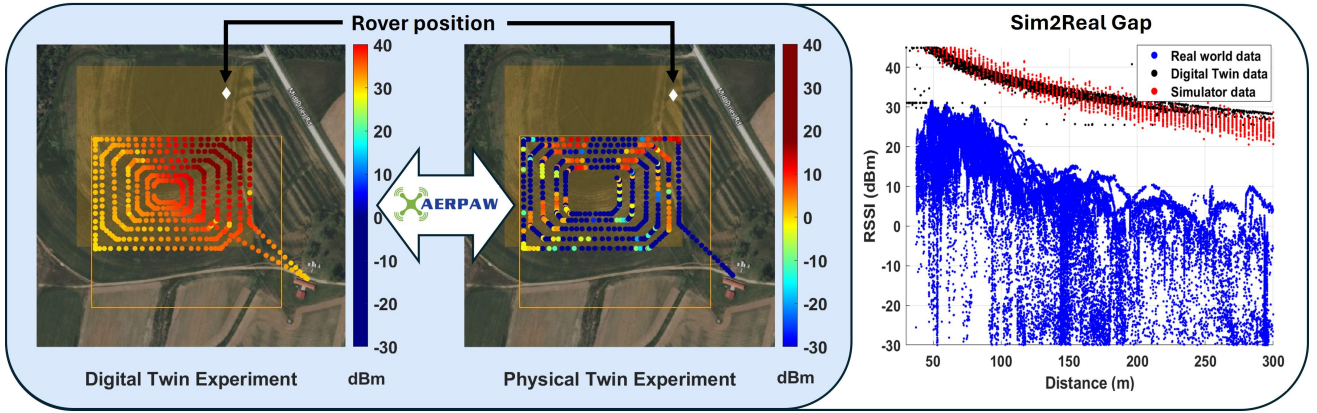 Rover position
Sim2Real Gap
40
30
20
10
0
-10
-20
-30
40
30
20
10
0
-10
-20
-30
AERPAW
Digital Twin Experiment
dBm
Physical Twin Experiment
dBm
Real world data
Digital Twin data
Simulator data
RSSI (dBm)
40
30
20
10
0
-10
-20
-30
50
100
150
200
250
300
Distance (m)